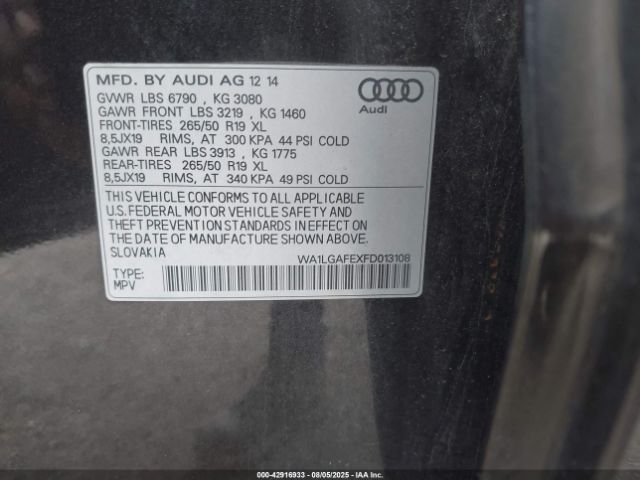 MFD. BY AUDI AG 12 14
GVWR LBS 6790 , KG 3080
GAWR FRONT LBS 3219 , KG 1460
FRONT-TIRES 265/50 R19 XL
8,5JX19 RIMS, AT 300 KPA 44 PSI COLD
GAWR REAR LBS 3913 , KG 1775
REAR-TIRES 265/50 R19 XL
8,5JX19 RIMS, AT 340 KPA 49 PSI COLD
Audi
THIS VEHICLE CONFORMS TO ALL APPLICABLE
U.S. FEDERAL MOTOR VEHICLE SAFETY AND
THEFT PREVENTION STANDARDS IN EFFECT ON
THE DATE OF MANUFACTURE SHOWN ABOVE.
SLOVAKIA
WA1LGAFEXFD013108
TYPE:
MPV
000-42916933 - 08/05/2025 - IAAI.COM